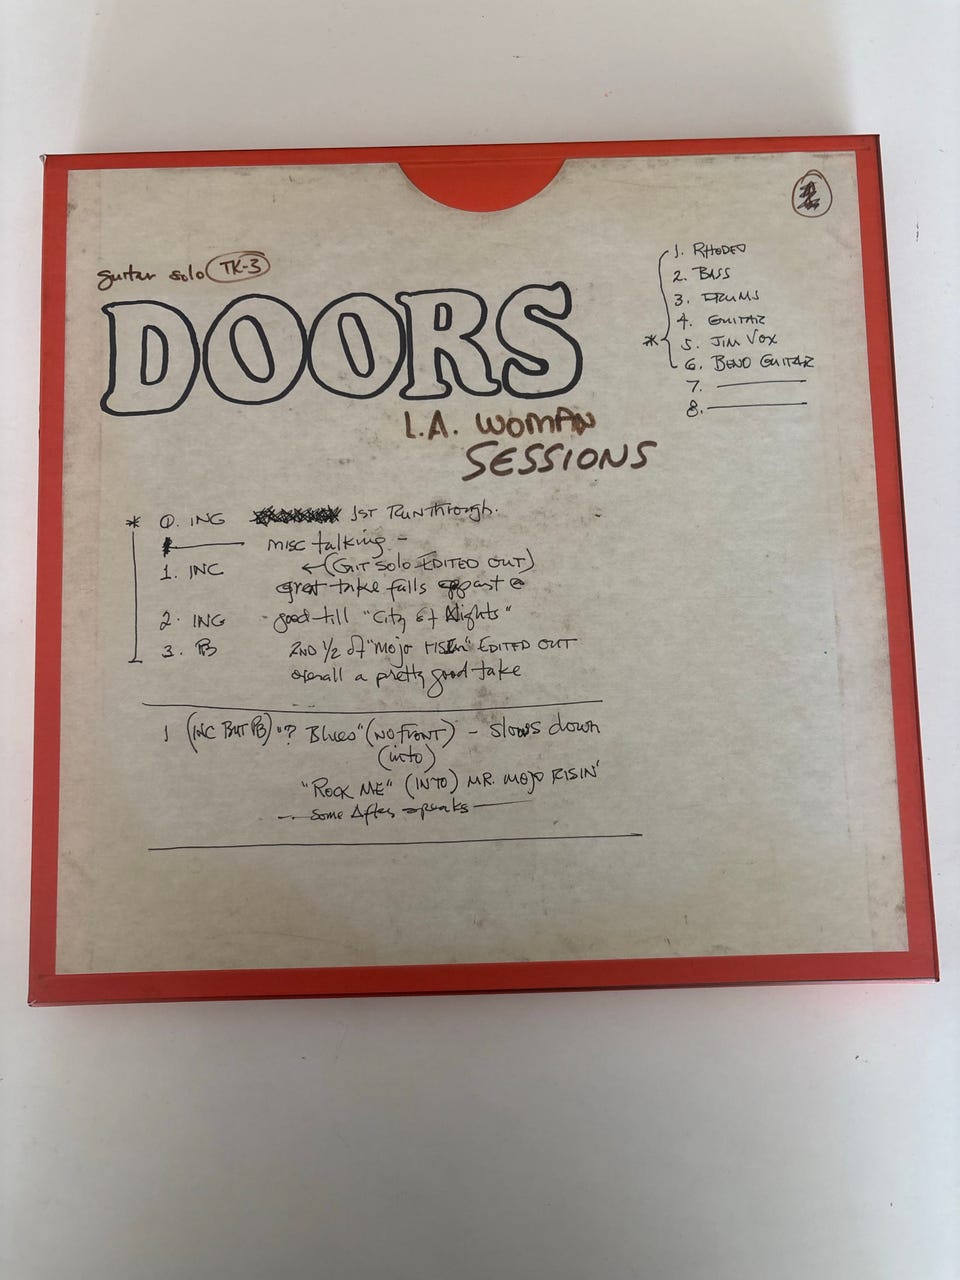 guitar solo TK-3
DOORS
L.A. WOMAN
SESSIONS
1. RHODES
2. BASS
3. DRUMS
4. GUITAR
* 5. JIM VOX
6. BENO GUITAR
7.
8.
* 0. ING 1ST RUNThrough.
misc talking -
1. INC ←(GIT SOLO EDITED OUT)
great take falls appart @
2. ING - good till "City of Nights"
3. PB 2ND 1/2 of "MOJO EDITED OUT
overall a pretty good take
1 (INC BUT PB) "? Blues" (NO FRONT) - slows down
(into)
"ROCK ME" (INTO) MR. MOJO RISIN'
- some After speaks -